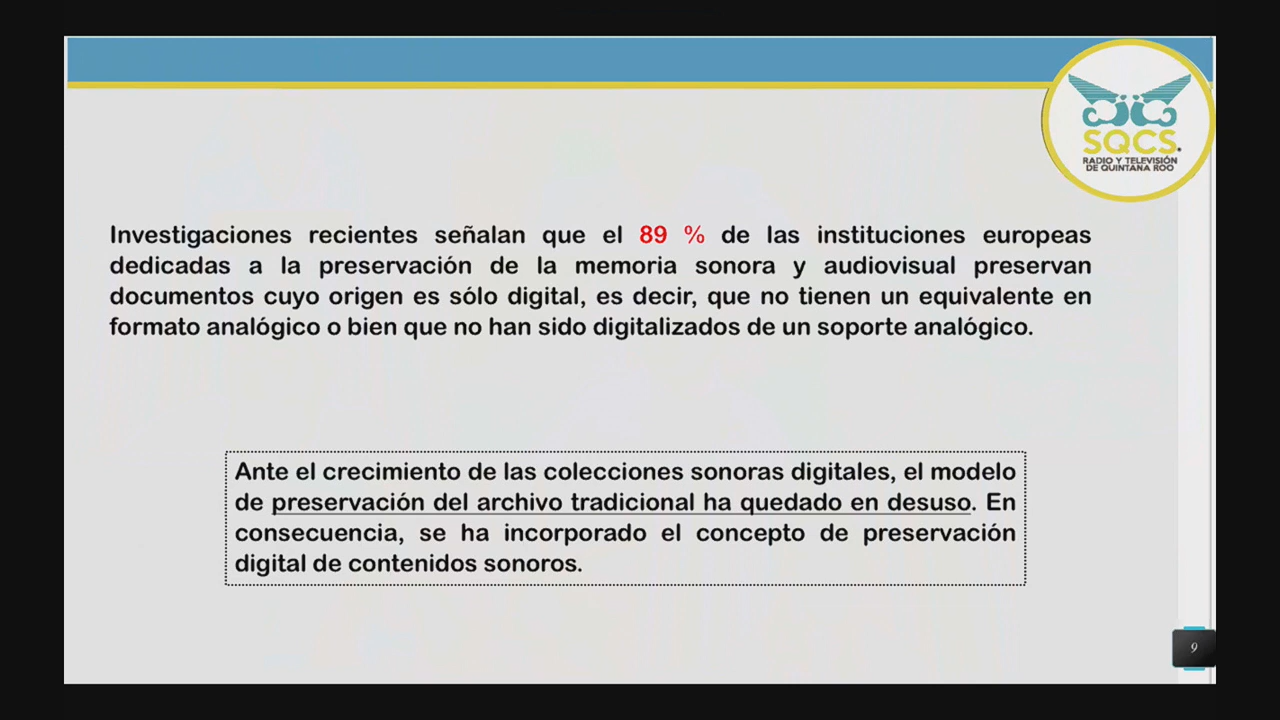 SQCS
RADIO Y TELEVISIÓN
DE QUINTANA ROO
Investigaciones recientes señalan que el 89 % de las instituciones europeas
dedicadas a la preservación de la memoria sonora y audiovisual preservan
documentos cuyo origen es sólo digital, es decir, que no tienen un equivalente en
formato analógico o bien que no han sido digitalizados de un soporte analógico.
Ante el crecimiento de las colecciones sonoras digitales, el modelo
de preservación del archivo tradicional ha quedado en desuso. En
consecuencia, se ha incorporado el concepto de preservación
digital de contenidos sonoros.
9